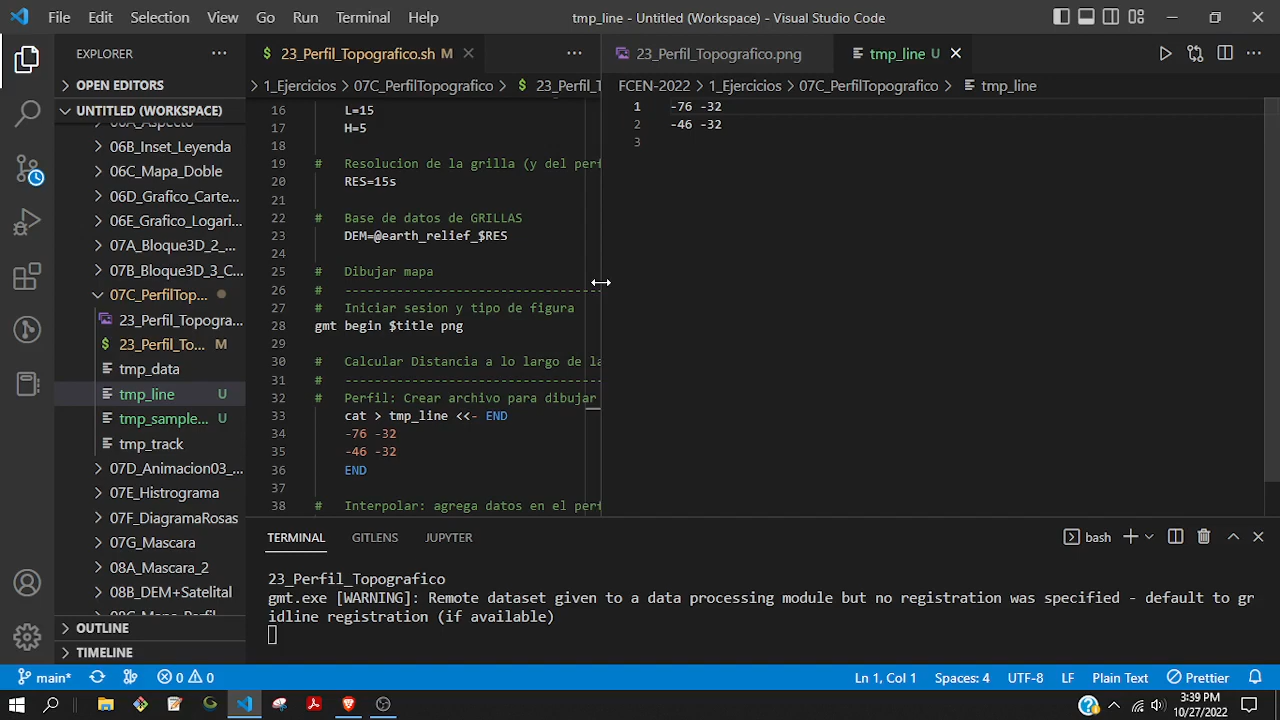 File Edit Selection View Go Run Terminal Help
tmp_line - Untitled (Workspace) - Visual Studio Code
EXPLORER
OPEN EDITORS
UNTITLED (WORKSPACE)
06A_Aspecto
06B_Inset_Leyenda
06C_Mapa_Doble
06D_Grafico_Carte...
06E_Grafico_Logari...
07A_Bloque3D_2_...
07B_Bloque3D_3_C...
07C_PerfilTop...
23_Perfil_Topogra...
23_Perfil_To... M
tmp_data
tmp_line U
tmp_sample... U
tmp_track
07D_Animacion03_...
07E_Histrograma
07F_DiagramaRosas
07G_Mascara
08A_Mascara_2
08B_DEM+Satelital
OUTLINE
TIMELINE
$ 23_Perfil_Topografico.sh M
1_Ejercicios > 07C_PerfilTopografico > $ 23_Perfil_T
16 L=15
17 H=5
18
19 # Resolucion de la grilla (y del perf
20 RES=15s
21
22 # Base de datos de GRILLAS
23 DEM=@earth_relief_$RES
24
25 # Dibujar mapa
26 # -----------------------------------
27 # Iniciar sesion y tipo de figura
28 gmt begin $title png
29
30 # Calcular Distancia a lo largo de la
31 # -----------------------------------
32 # Perfil: Crear archivo para dibujar
33 cat > tmp_line <<- END
34 -76 -32
35 -46 -32
36 END
37
38 # Interpolar: agrega datos en el perf
23_Perfil_Topografico.png
tmp_line U
FCEN-2022 > 1_Ejercicios > 07C_PerfilTopografico > tmp_line
1 -76 -32
2 -46 -32
3
TERMINAL GITLENS JUPYTER
bash
23_Perfil_Topografico
gmt.exe [WARNING]: Remote dataset given to a data processing module but no registration was specified - default to gr
idline registration (if available)
main* 0 0
Ln 1, Col 1 Spaces: 4 UTF-8 LF Plain Text Prettier
3:39 PM
10/27/2022